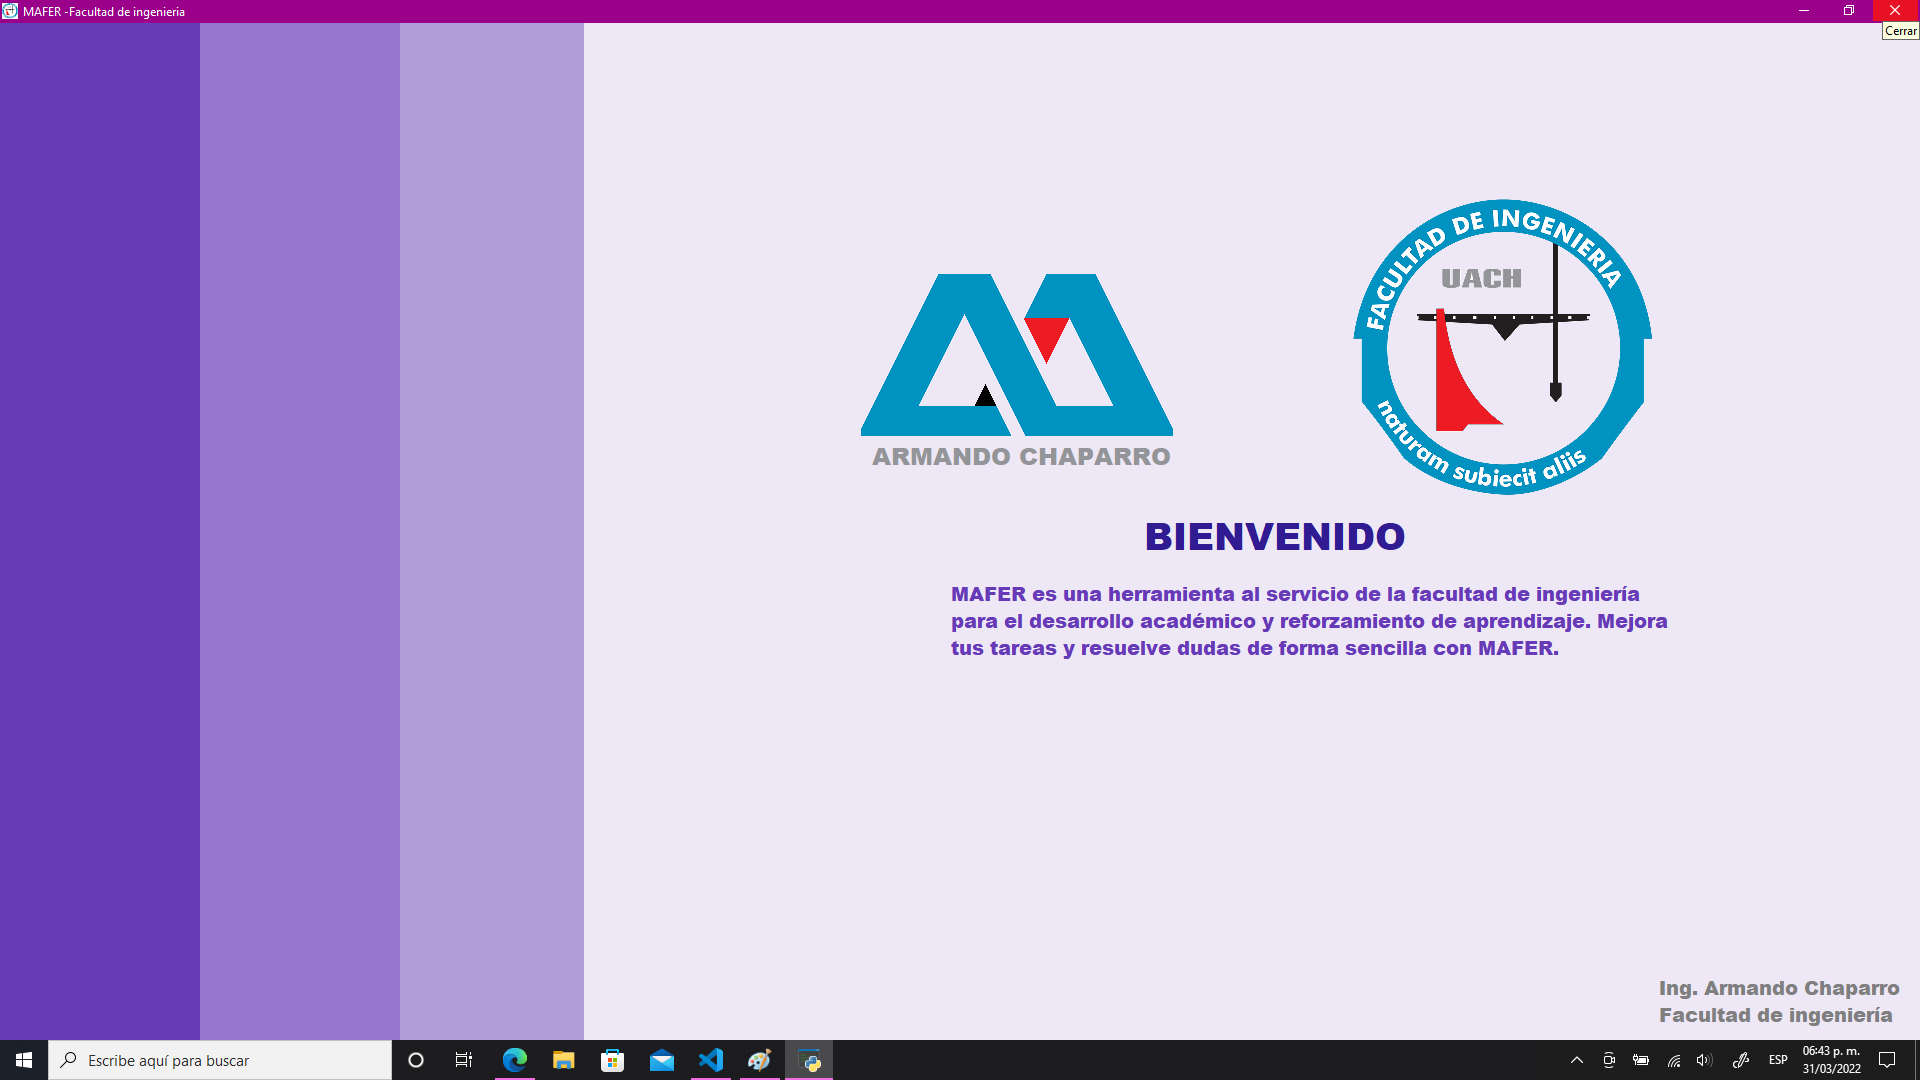 MAFER -Facultad de ingenieria
Cerrar
FACULTAD DE INGENIERIA
UACH
naturam subiecit aliis
ARMANDO CHAPARRO
BIENVENIDO
MAFER es una herramienta al servicio de la facultad de ingeniería
para el desarrollo académico y reforzamiento de aprendizaje. Mejora
tus tareas y resuelve dudas de forma sencilla con MAFER.
Ing. Armando Chaparro
Facultad de ingeniería
Escribe aquí para buscar
ESP
06:43 p. m.
31/03/2022